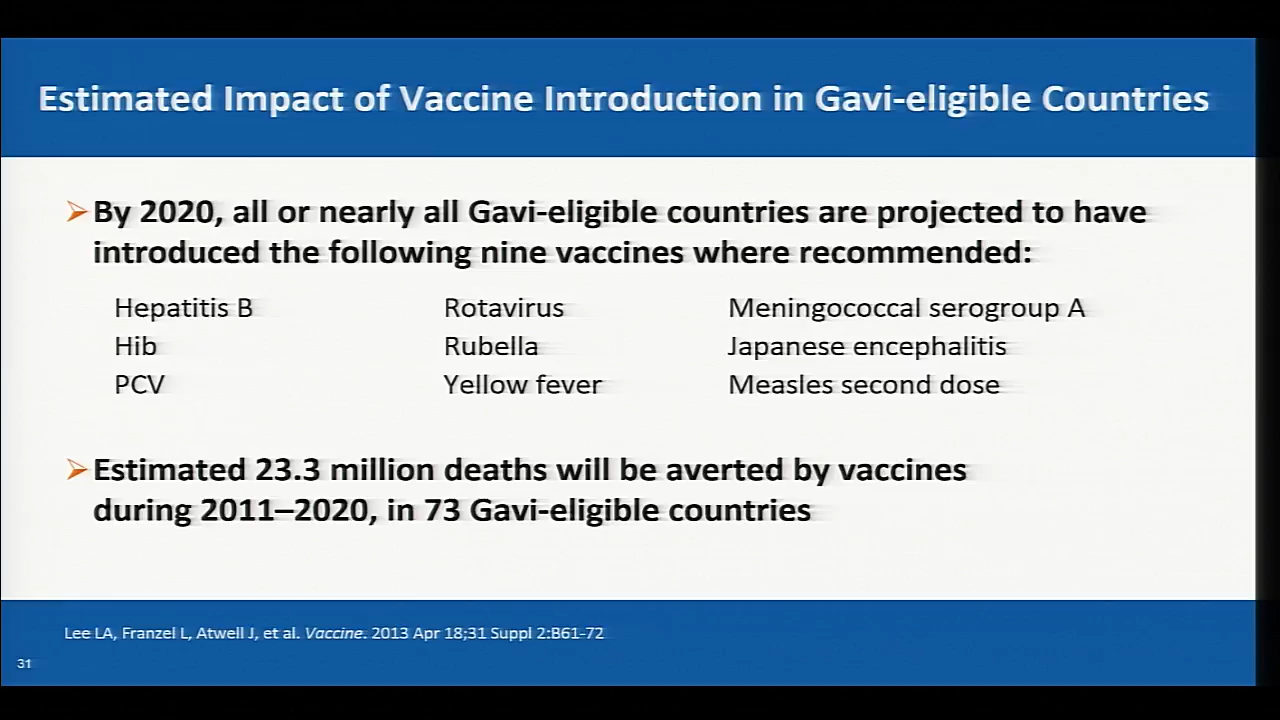 Estimated Impact of Vaccine Introduction in Gavi-eligible Countries
By 2020, all or nearly all Gavi-eligible countries are projected to have
introduced the following nine vaccines where recommended:
Hepatitis B Rotavirus Meningococcal serogroup A
Hib Rubella Japanese encephalitis
PCV Yellow fever Measles second dose
Estimated 23.3 million deaths will be averted by vaccines
during 2011–2020, in 73 Gavi-eligible countries
Lee LA, Franzel L, Atwell J, et al. Vaccine. 2013 Apr 18;31 Suppl 2:B61-72
31